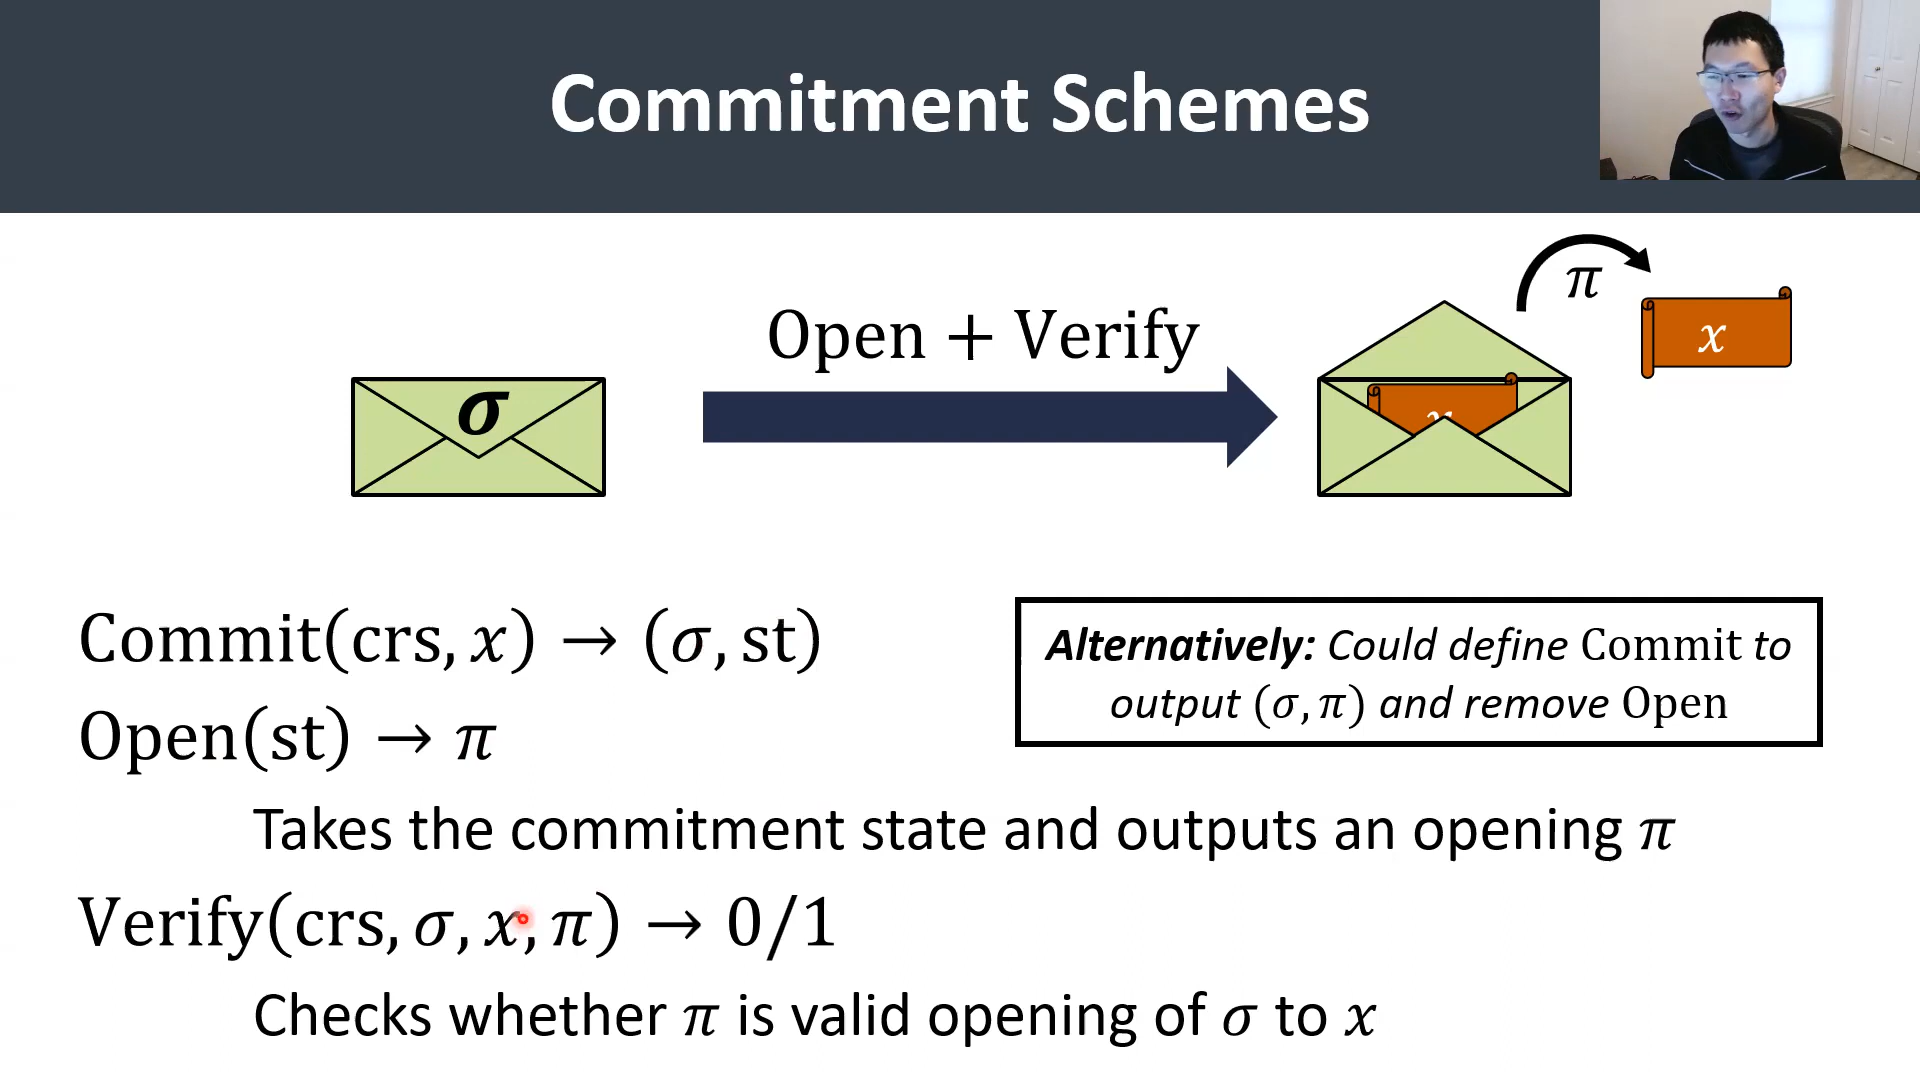 Commitment Schemes
Open + Verify
σ
π
x
x
Commit(crs, x) → (σ, st)
Open(st) → π
Alternatively: Could define Commit to
output (σ, π) and remove Open
Takes the commitment state and outputs an opening π
Verify(crs, σ, x, π) → 0/1
Checks whether π is valid opening of σ to x